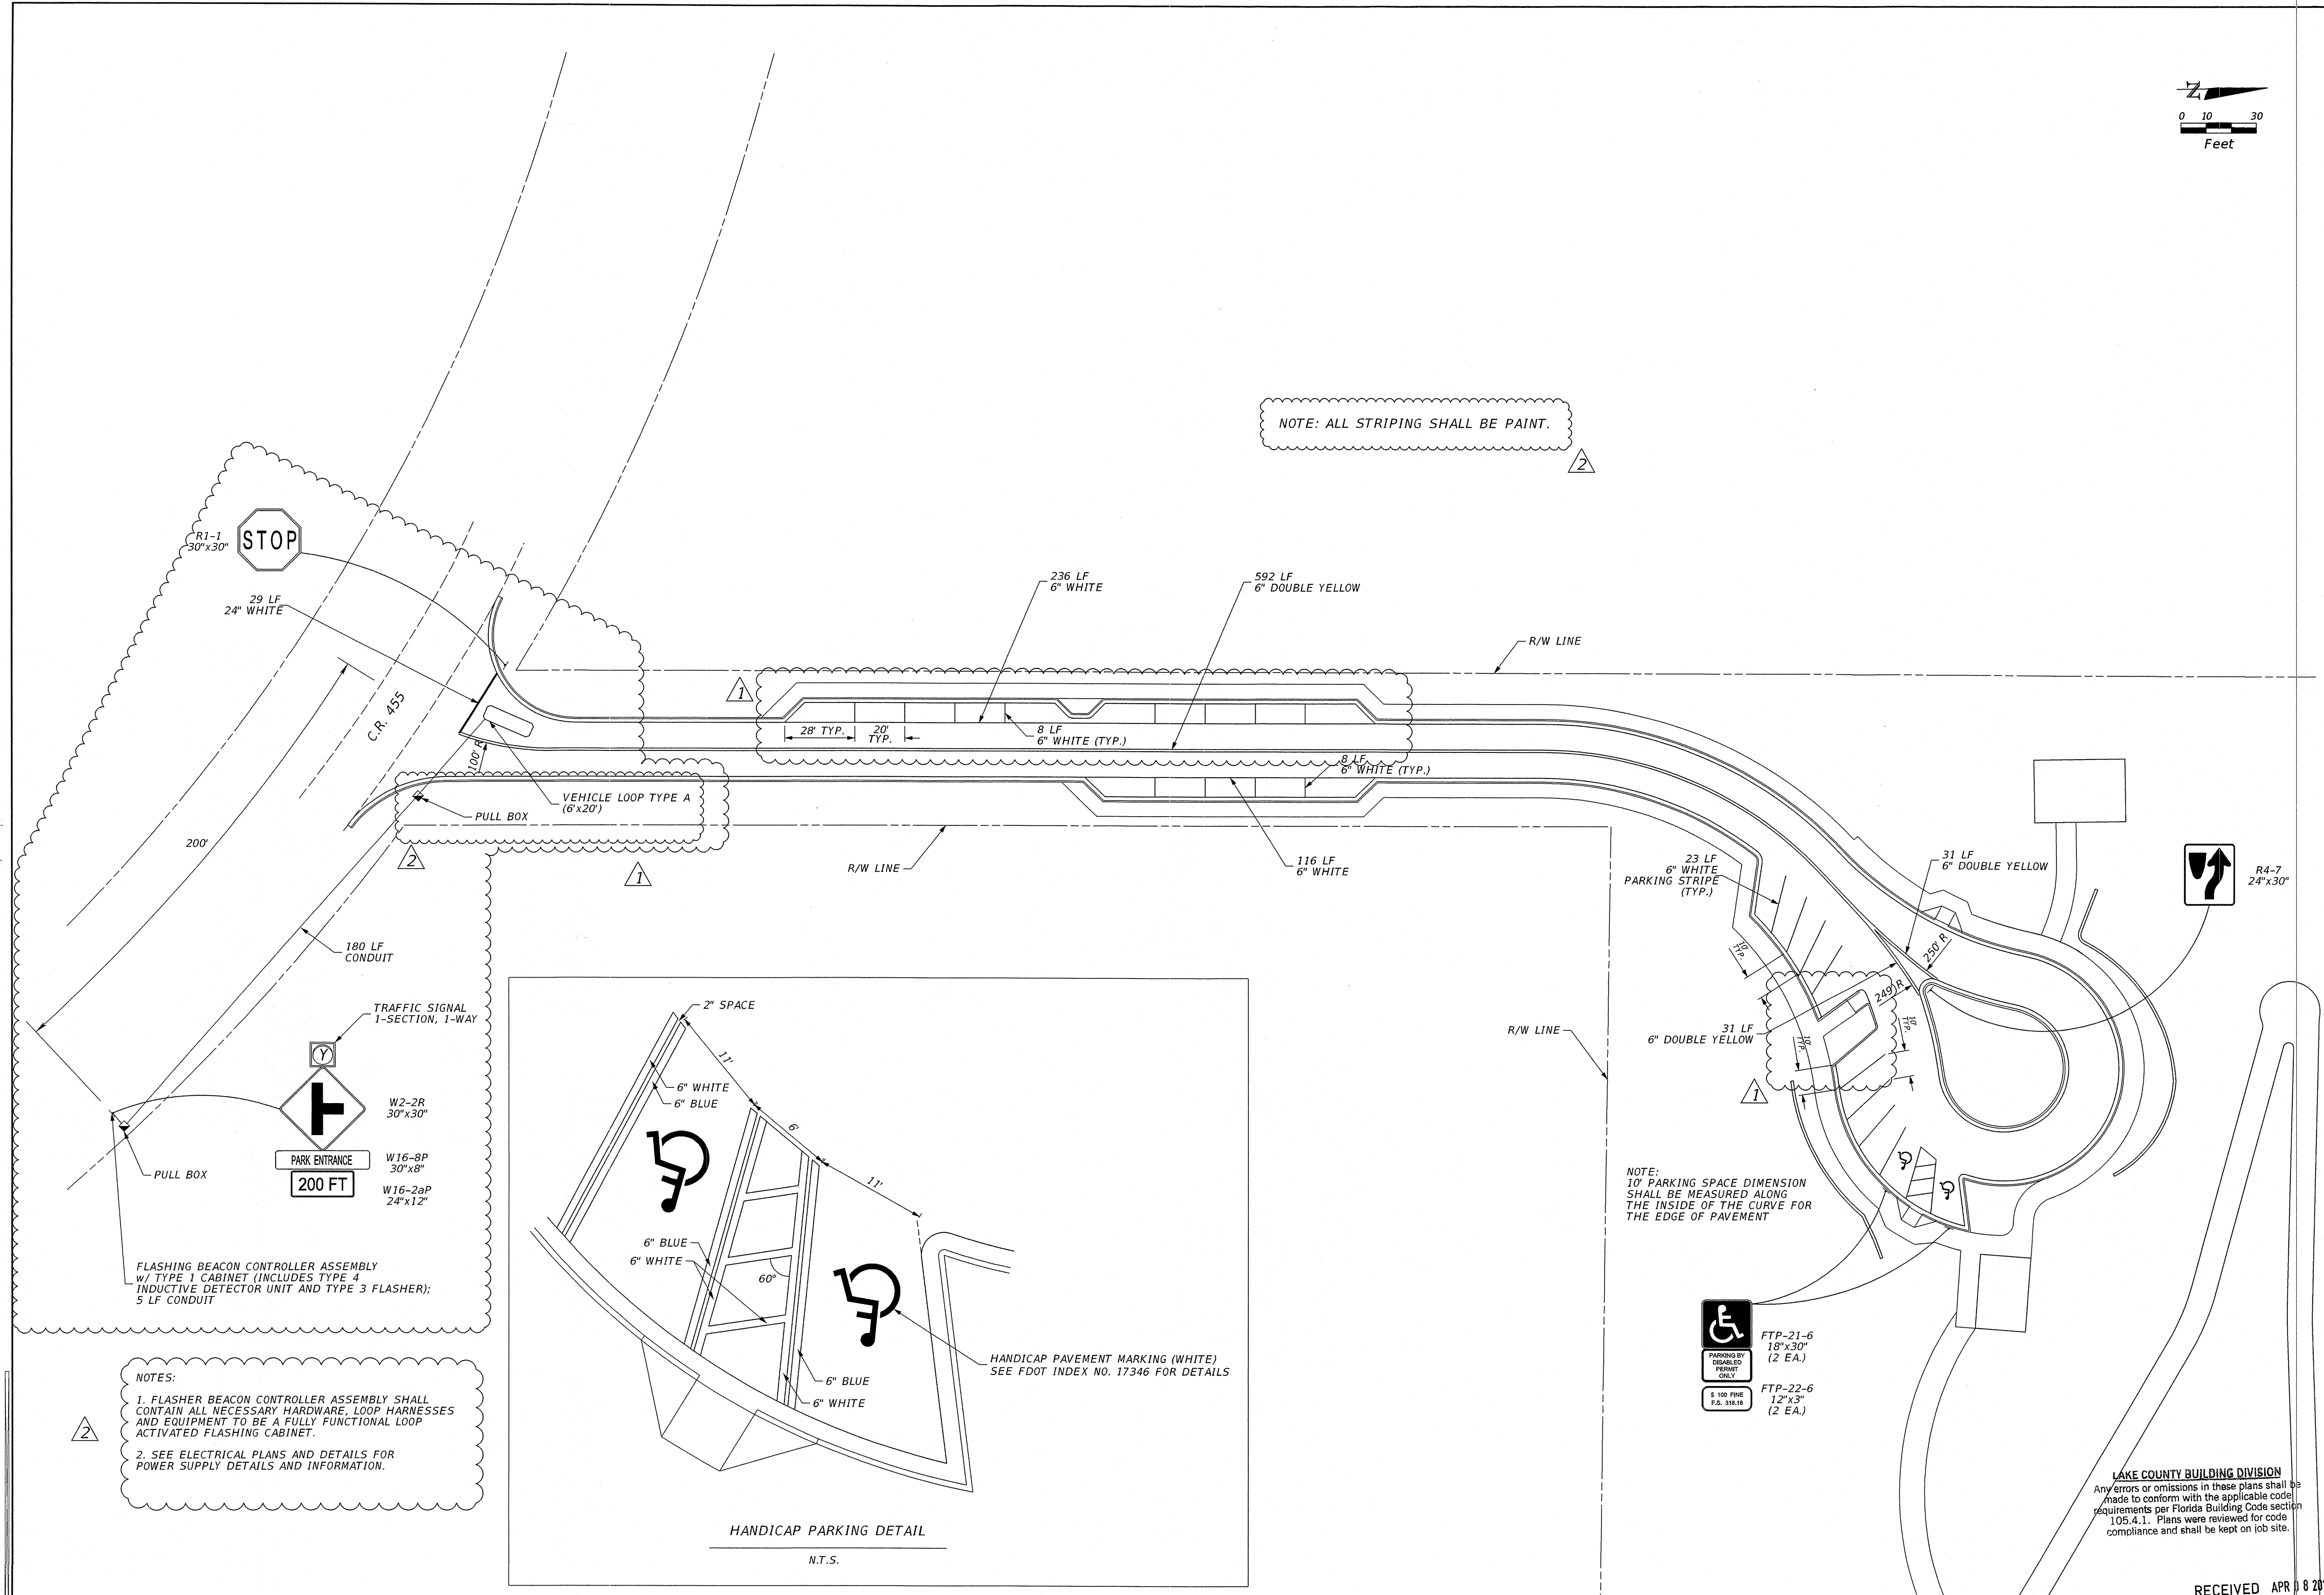 Z
0 10 30
Feet
NOTE: ALL STRIPING SHALL BE PAINT.
2
R1-1
30"x30"
STOP
29 LF
24" WHITE
236 LF
6" WHITE
592 LF
6" DOUBLE YELLOW
R/W LINE
1
C.R. 455
28' TYP.
20'
TYP.
8 LF
6" WHITE (TYP.)
8 LF
6" WHITE (TYP.)
100' R
VEHICLE LOOP TYPE A
(6'x20')
PULL BOX
200'
2
1
R/W LINE
116 LF
6" WHITE
23 LF
6" WHITE
PARKING STRIPE
(TYP.)
31 LF
6" DOUBLE YELLOW
R4-7
24"x30"
250' R
10'
TYP.
249' R
10'
TYP.
10'
TYP.
31 LF
6" DOUBLE YELLOW
R/W LINE
1
180 LF
CONDUIT
TRAFFIC SIGNAL
1-SECTION, 1-WAY
Y
W2-2R
30"x30"
PARK ENTRANCE
W16-8P
30"x8"
200 FT
W16-2aP
24"x12"
PULL BOX
FLASHING BEACON CONTROLLER ASSEMBLY
w/ TYPE 1 CABINET (INCLUDES TYPE 4
INDUCTIVE DETECTOR UNIT AND TYPE 3 FLASHER);
5 LF CONDUIT
NOTES:
1. FLASHER BEACON CONTROLLER ASSEMBLY SHALL
CONTAIN ALL NECESSARY HARDWARE, LOOP HARNESSES
AND EQUIPMENT TO BE A FULLY FUNCTIONAL LOOP
ACTIVATED FLASHING CABINET.
2. SEE ELECTRICAL PLANS AND DETAILS FOR
POWER SUPPLY DETAILS AND INFORMATION.
2
2" SPACE
11'
6" WHITE
6" BLUE
6'
11'
6" BLUE
6" WHITE
60°
HANDICAP PAVEMENT MARKING (WHITE)
SEE FDOT INDEX NO. 17346 FOR DETAILS
6" BLUE
6" WHITE
HANDICAP PARKING DETAIL
N.T.S.
NOTE:
10' PARKING SPACE DIMENSION
SHALL BE MEASURED ALONG
THE INSIDE OF THE CURVE FOR
THE EDGE OF PAVEMENT
PARKING BY
DISABLED
PERMIT
ONLY
FTP-21-6
18"x30"
(2 EA.)
$ 100 FINE
F.S. 318.18
FTP-22-6
12"x3"
(2 EA.)
LAKE COUNTY BUILDING DIVISION
Any errors or omissions in these plans shall be
made to conform with the applicable code
requirements per Florida Building Code section
105.4.1. Plans were reviewed for code
compliance and shall be kept on job site.
RECEIVED APR